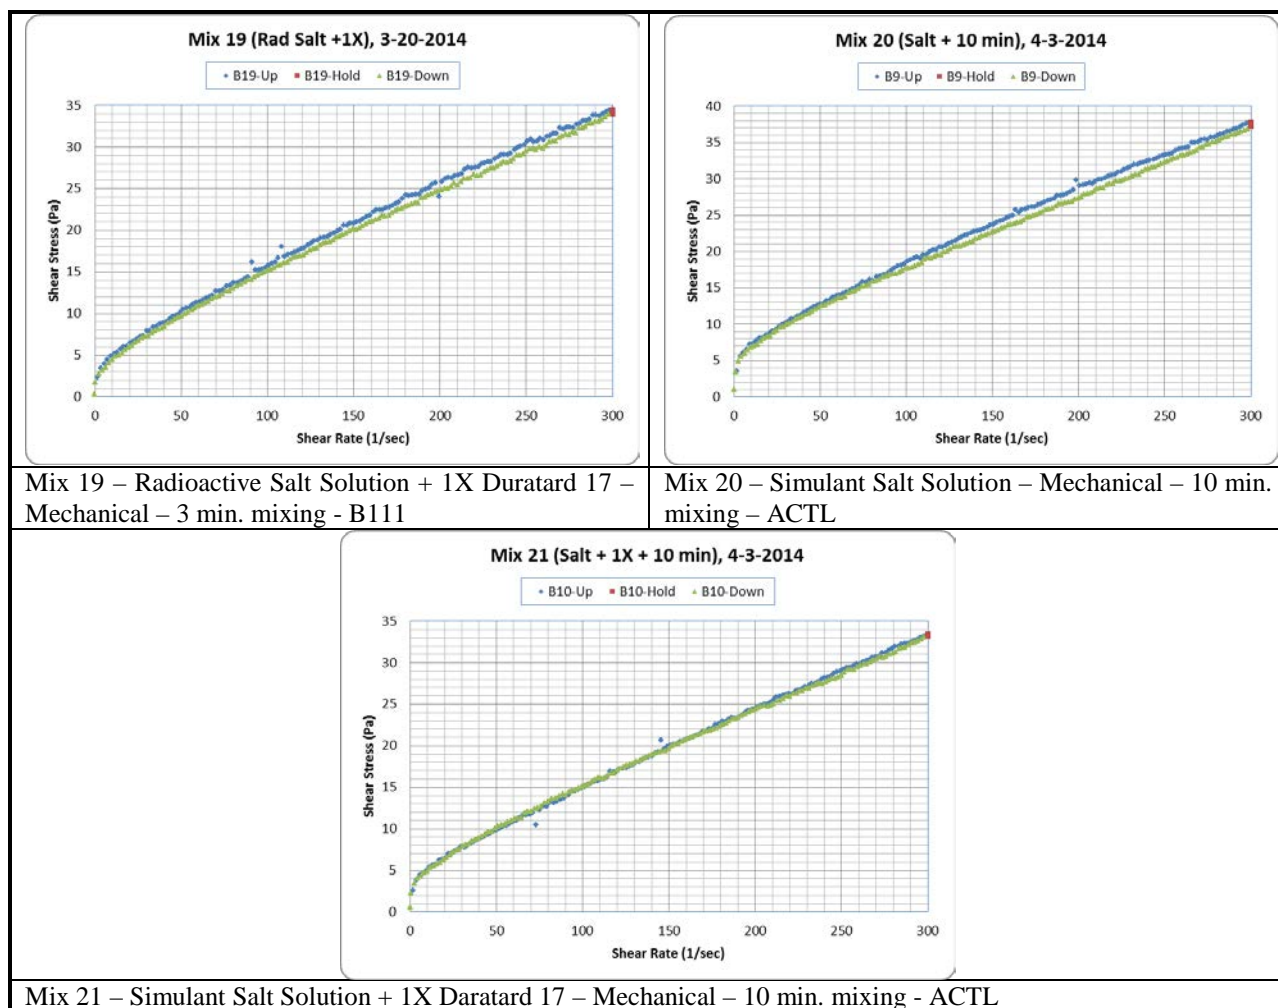 Mix 19 (Rad Salt +1X), 3-20-2014
B19-Up B19-Hold B19-Down
35
30
25
20
15
10
5
0
Shear Stress (Pa)
0 50 100 150 200 250 300
Shear Rate (1/sec)
Mix 19 – Radioactive Salt Solution + 1X Duratard 17 –
Mechanical – 3 min. mixing - B111
Mix 20 (Salt + 10 min), 4-3-2014
B9-Up B9-Hold B9-Down
40
35
30
25
20
15
10
5
0
Shear Stress (Pa)
0 50 100 150 200 250 300
Shear Rate (1/sec)
Mix 20 – Simulant Salt Solution – Mechanical – 10 min.
mixing – ACTL
Mix 21 (Salt + 1X + 10 min), 4-3-2014
B10-Up B10-Hold B10-Down
35
30
25
20
15
10
5
0
Shear Stress (Pa)
0 50 100 150 200 250 300
Shear Rate (1/sec)
Mix 21 – Simulant Salt Solution + 1X Daratard 17 – Mechanical – 10 min. mixing - ACTL